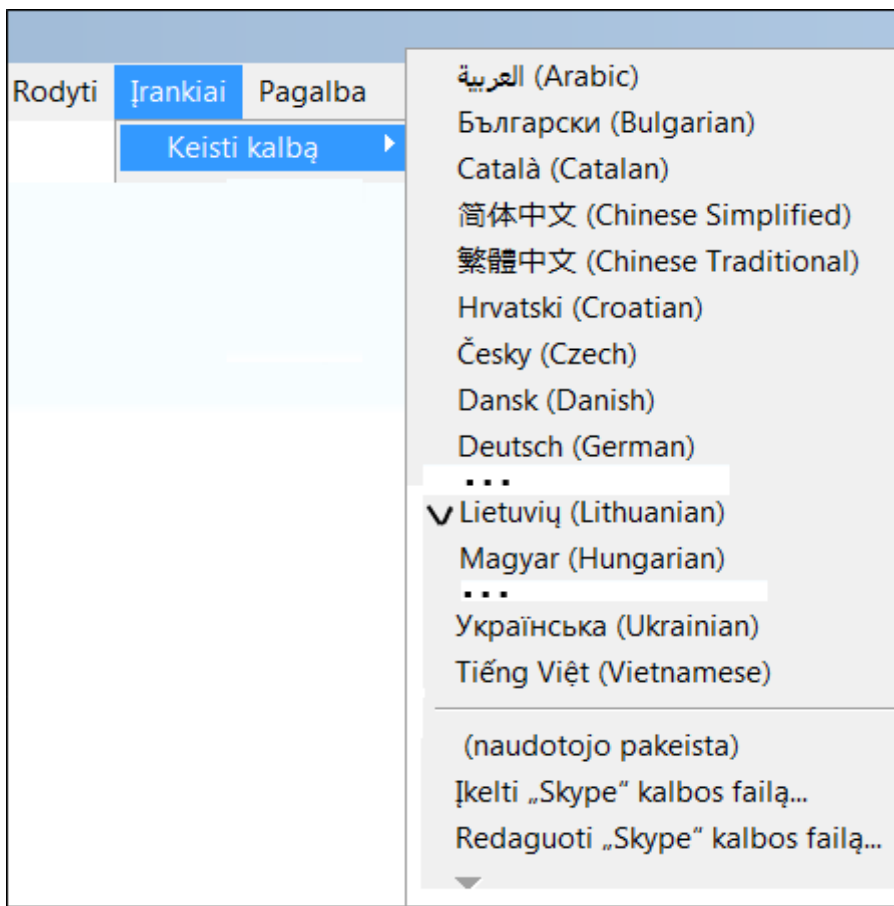 Rodyti Įrankiai Pagalba
Keisti kalbą
العربية (Arabic)
Български (Bulgarian)
Català (Catalan)
简体中文 (Chinese Simplified)
繁體中文 (Chinese Traditional)
Hrvatski (Croatian)
Česky (Czech)
Dansk (Danish)
Deutsch (German)
...
Lietuvių (Lithuanian)
Magyar (Hungarian)
...
Українська (Ukrainian)
Tiếng Việt (Vietnamese)
(naudotojo pakeista)
Įkelti „Skype“ kalbos failą...
Redaguoti „Skype“ kalbos failą...